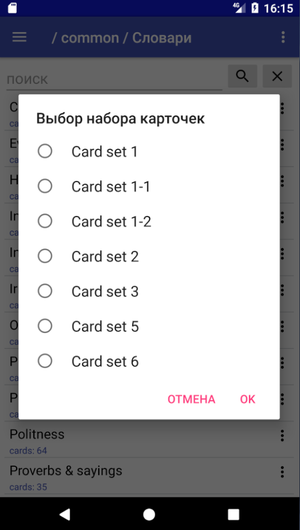 16:15
/ common / Словари
поиск
Выбор набора карточек
Card set 1
Card set 1-1
Card set 1-2
Card set 2
Card set 3
Card set 5
Card set 6
ОТМЕНА OK
Politness
cards: 64
Proverbs & sayings
cards: 35